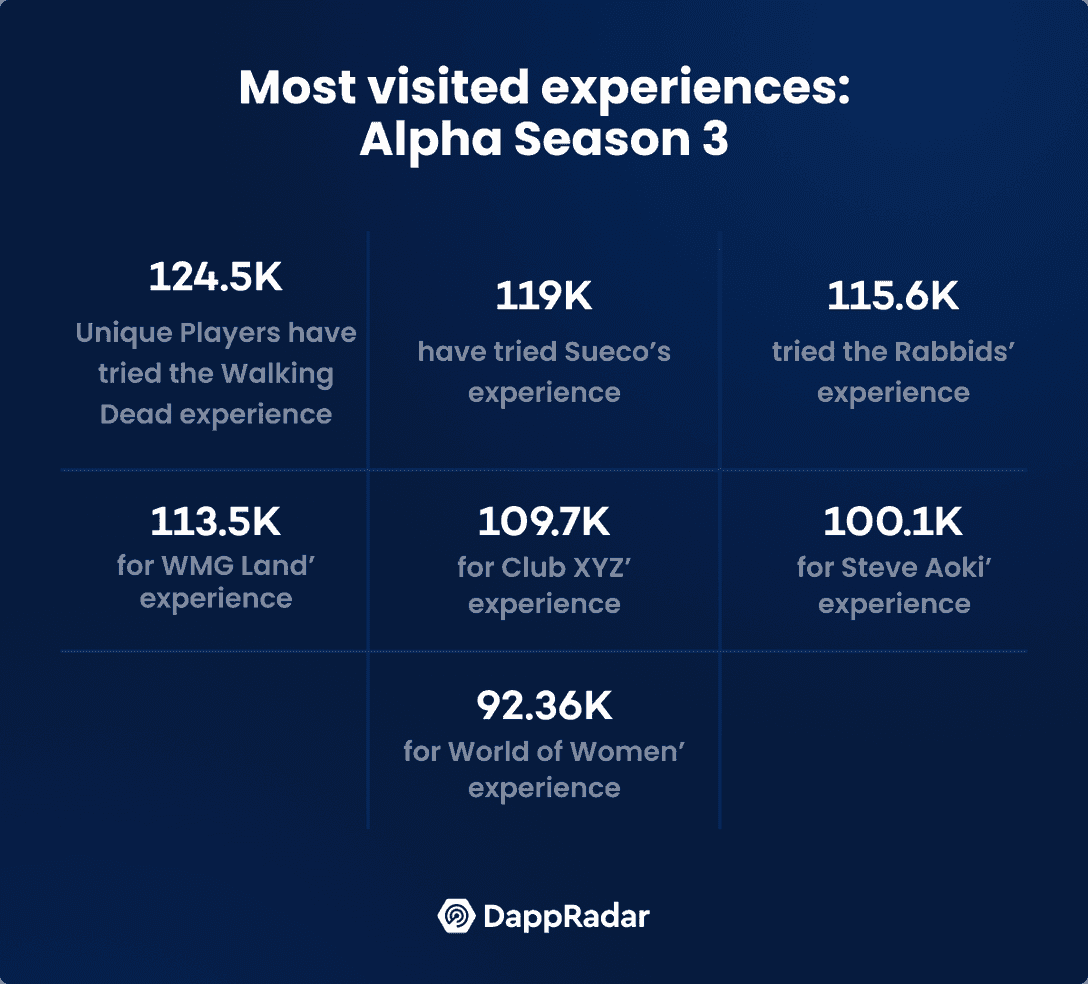 Most visited experiences:
Alpha Season 3
124.5K
Unique Players have
tried the Walking
Dead experience
119K
have tried Sueco’s
experience
115.6K
tried the Rabbids’
experience
113.5K
for WMG Land’
experience
109.7K
for Club XYZ’
experience
100.1K
for Steve Aoki’
experience
92.36K
for World of Women’
experience
DappRadar